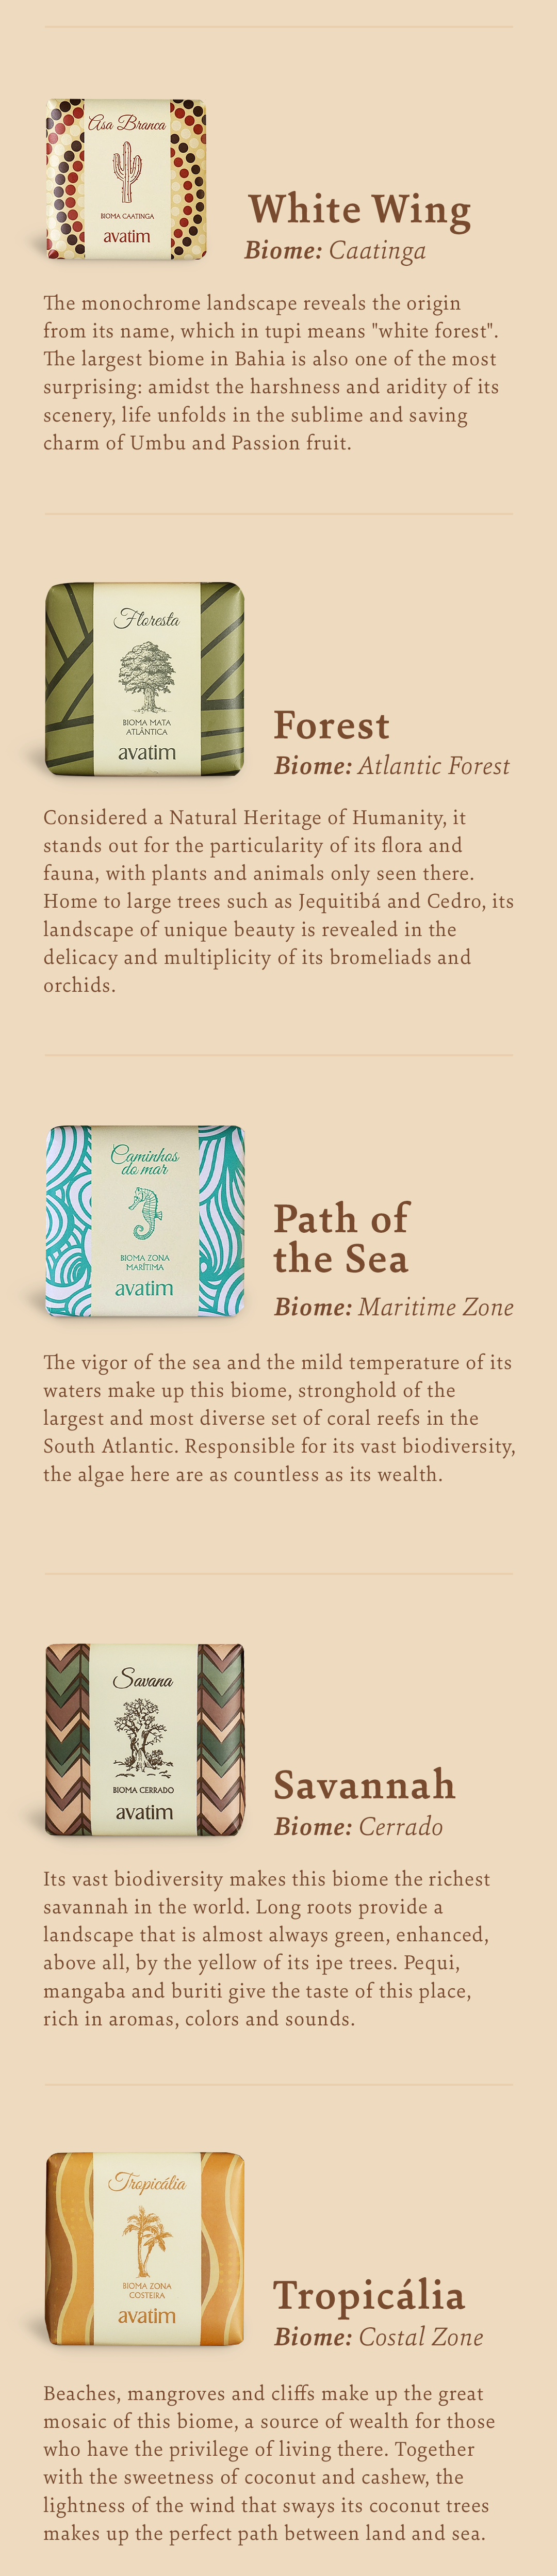 Asa Branca
BIOMA CAATINGA
avatim
White Wing
Biome: Caatinga
The monochrome landscape reveals the origin
from its name, which in tupi means "white forest".
The largest biome in Bahia is also one of the most
surprising: amidst the harshness and aridity of its
scenery, life unfolds in the sublime and saving
charm of Umbu and Passion fruit.
Floresta
BIOMA MATA
ATLÂNTICA
avatim
Forest
Biome: Atlantic Forest
Considered a Natural Heritage of Humanity, it
stands out for the particularity of its flora and
fauna, with plants and animals only seen there.
Home to large trees such as Jequitibá and Cedro, its
landscape of unique beauty is revealed in the
delicacy and multiplicity of its bromeliads and
orchids.
Caminhos
do mar
BIOMA ZONA
MARÍTIMA
avatim
Path of
the Sea
Biome: Maritime Zone
The vigor of the sea and the mild temperature of its
waters make up this biome, stronghold of the
largest and most diverse set of coral reefs in the
South Atlantic. Responsible for its vast biodiversity,
the algae here are as countless as its wealth.
Savana
BIOMA CERRADO
avatim
Savannah
Biome: Cerrado
Its vast biodiversity makes this biome the richest
savannah in the world. Long roots provide a
landscape that is almost always green, enhanced,
above all, by the yellow of its ipe trees. Pequi,
mangaba and buriti give the taste of this place,
rich in aromas, colors and sounds.
Tropicália
BIOMA ZONA
COSTEIRA
avatim
Tropicália
Biome: Costal Zone
Beaches, mangroves and cliffs make up the great
mosaic of this biome, a source of wealth for those
who have the privilege of living there. Together
with the sweetness of coconut and cashew, the
lightness of the wind that sways its coconut trees
makes up the perfect path between land and sea.